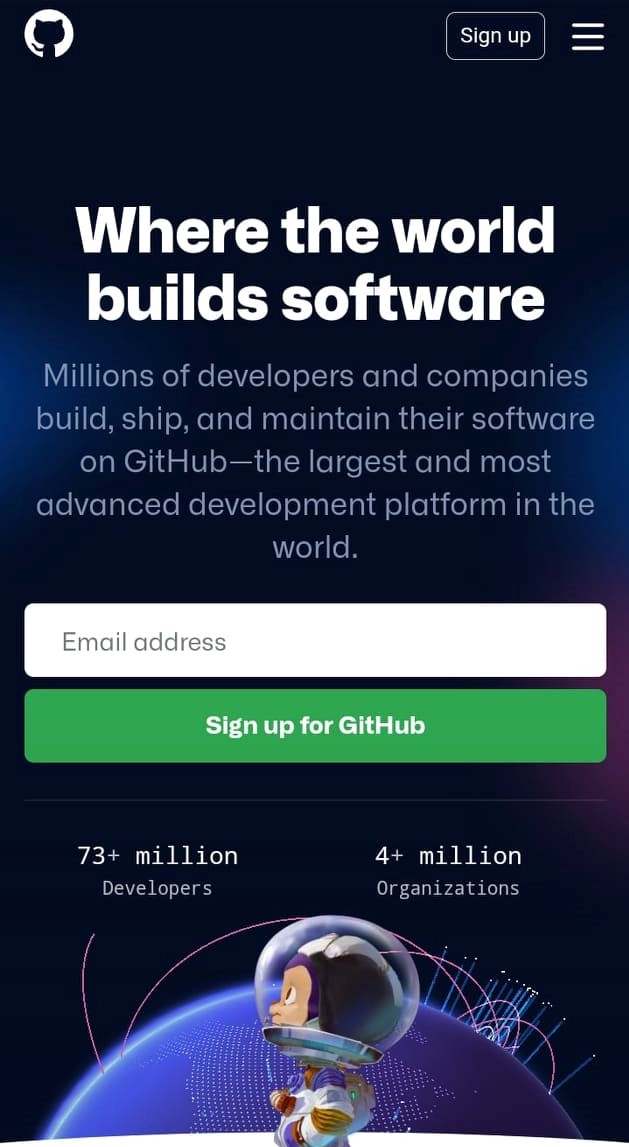 Sign up
Where the world
builds software
Millions of developers and companies
build, ship, and maintain their software
on GitHub—the largest and most
advanced development platform in the
world.
Email address
Sign up for GitHub
73+ million
Developers
4+ million
Organizations